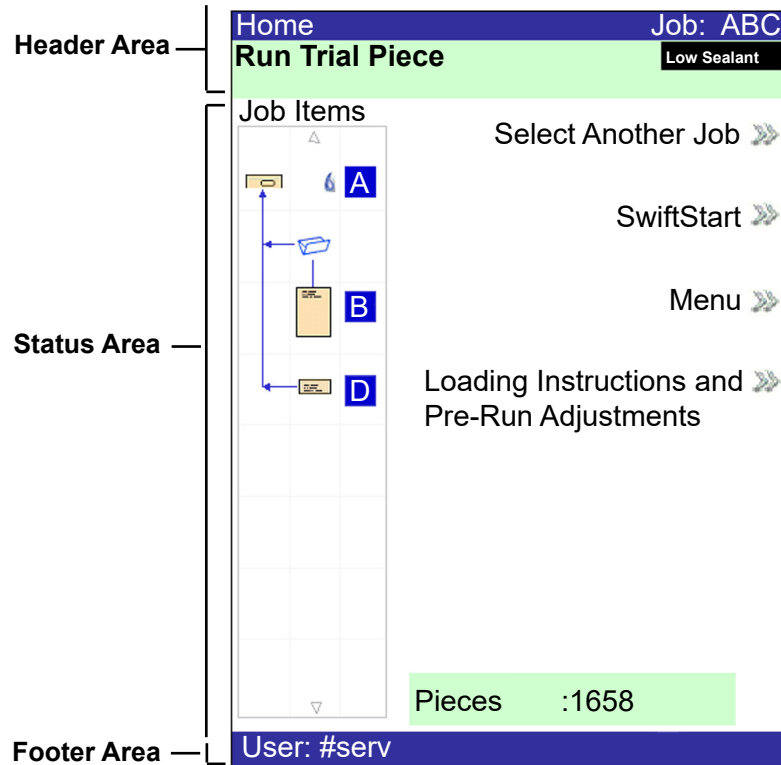 Header Area
Home Job: ABC
Run Trial Piece
Low Sealant
Job Items
Select Another Job
A
SwiftStart
Menu
B
Status Area
D
Loading Instructions and
Pre-Run Adjustments
Pieces :1658
Footer Area
User: #serv